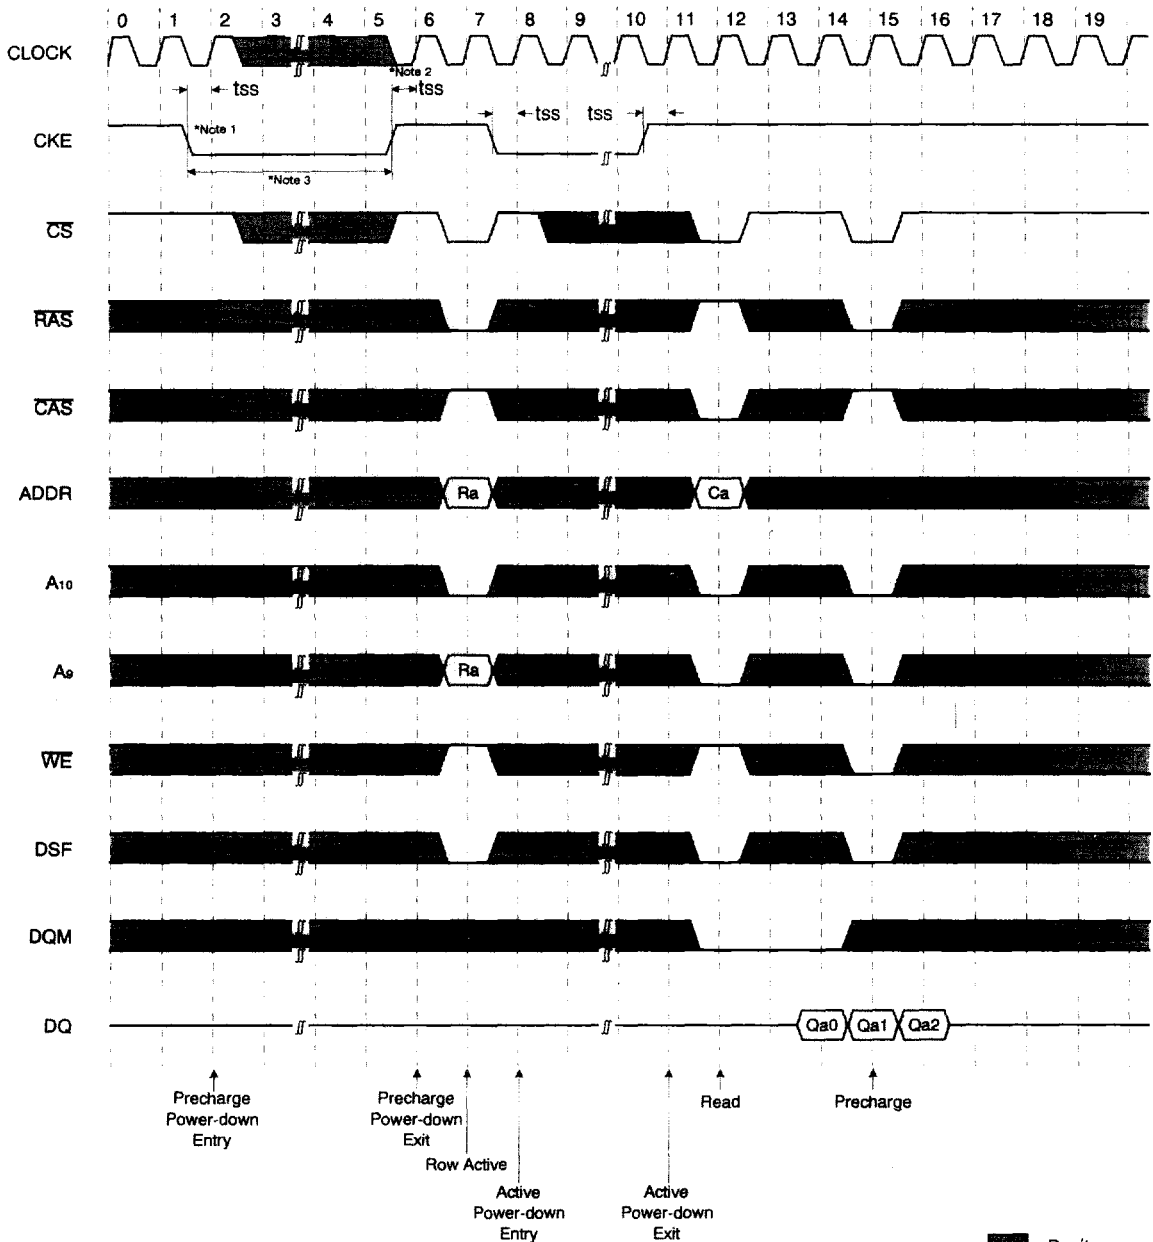 0 1 2 3 4 5 6 7 8 9 10 11 12 13 14 15 16 17 18 19
CLOCK
*Note 2
tss tss
tss tss
*Note 1
CKE
*Note 3
CS
RAS
CAS
ADDR Ra Ca
A10
A9 Ra
WE
DSF
DQM
DQ Qa0 Qa1 Qa2
Precharge
Power-down
Entry
Precharge
Power-down
Exit
Row Active
Active
Power-down
Entry
Active
Power-down
Exit
Read
Precharge